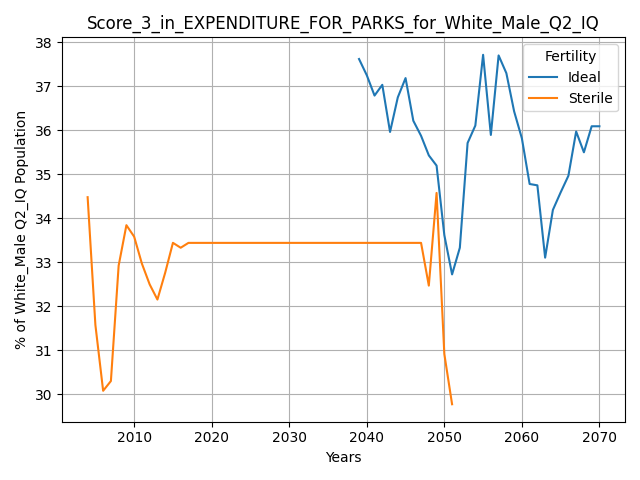 Score_3_in_EXPENDITURE_FOR_PARKS_for_White_Male_Q2_IQ
% of White_Male Q2_IQ Population
38
37
36
35
34
33
32
31
30
Fertility
Ideal
Sterile
2010 2020 2030 2040 2050 2060 2070
Years